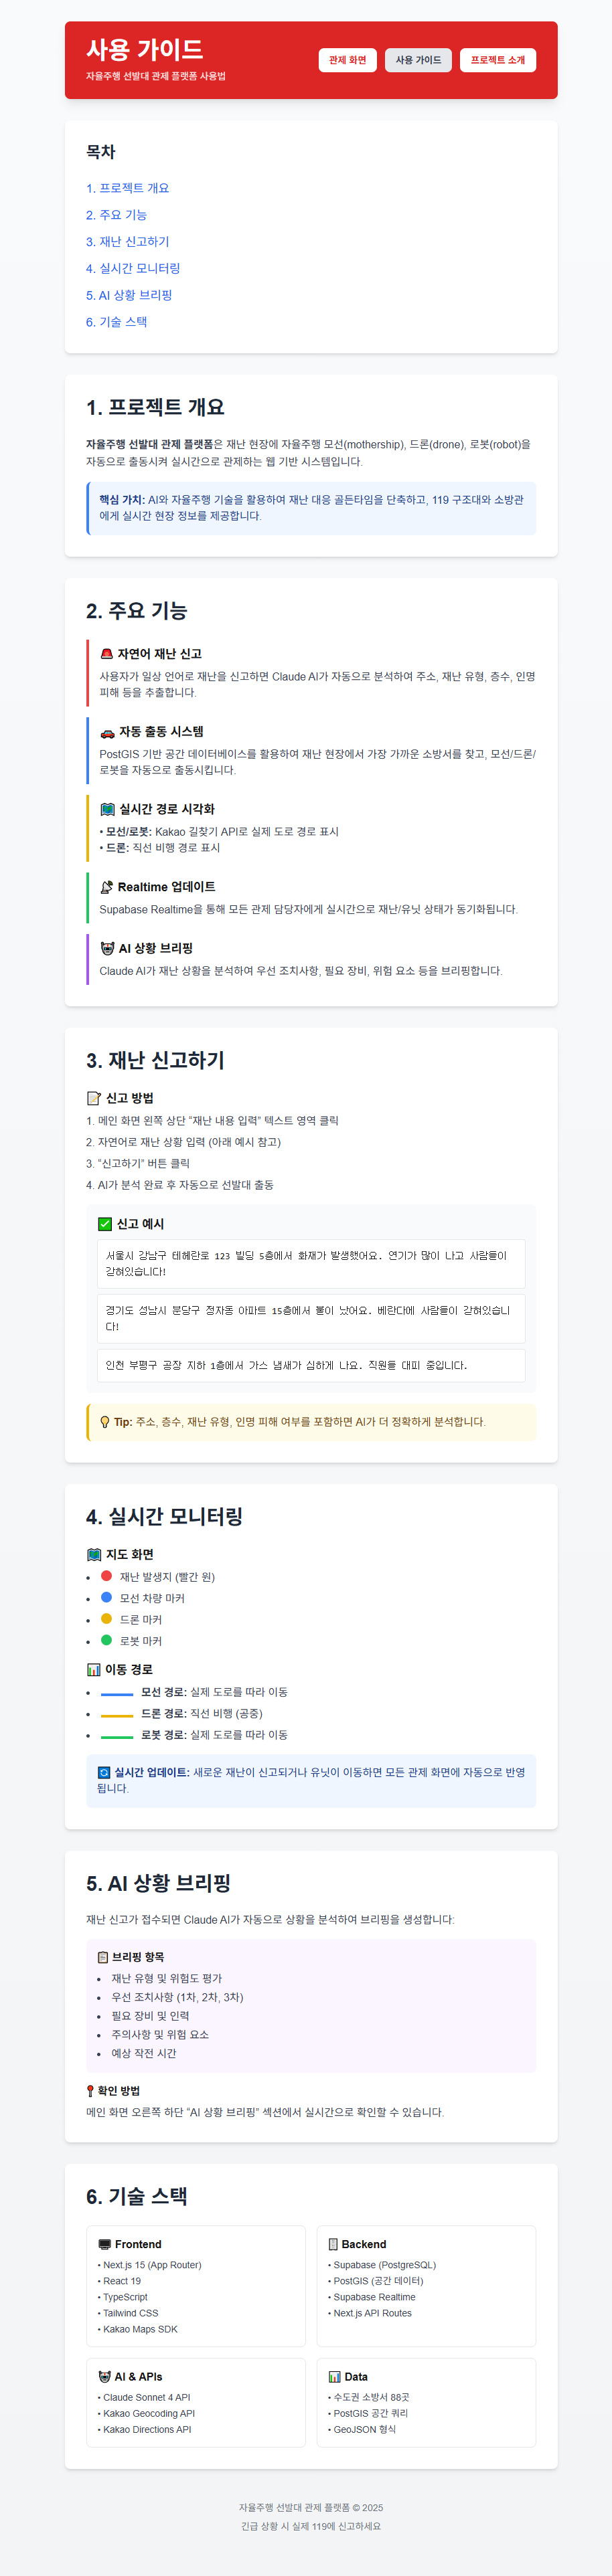 사용 가이드
자율주행 선발대 관제 플랫폼 사용법
관제 화면
사용 가이드
프로젝트 소개
목차
1. 프로젝트 개요
2. 주요 기능
3. 재난 신고하기
4. 실시간 모니터링
5. AI 상황 브리핑
6. 기술 스택
1. 프로젝트 개요
자율주행 선발대 관제 플랫폼은 재난 현장에 자율주행 모선(mothership), 드론(drone), 로봇(robot)을
자동으로 출동시켜 실시간으로 관제하는 웹 기반 시스템입니다.
핵심 가치: AI와 자율주행 기술을 활용하여 재난 대응 골든타임을 단축하고, 119 구조대와 소방관
에게 실시간 현장 정보를 제공합니다.
2. 주요 기능
🚨 자연어 재난 신고
사용자가 일상 언어로 재난을 신고하면 Claude AI가 자동으로 분석하여 주소, 재난 유형, 층수, 인명
피해 등을 추출합니다.
🚗 자동 출동 시스템
PostGIS 기반 공간 데이터베이스를 활용하여 재난 현장에서 가장 가까운 소방서를 찾고, 모선/드론/
로봇을 자동으로 출동시킵니다.
🗺️ 실시간 경로 시각화
• 모선/로봇: Kakao 길찾기 API로 실제 도로 경로 표시
• 드론: 직선 비행 경로 표시
📡 Realtime 업데이트
Supabase Realtime을 통해 모든 관제 담당자에게 실시간으로 재난/유닛 상태가 동기화됩니다.
🤖 AI 상황 브리핑
Claude AI가 재난 상황을 분석하여 우선 조치사항, 필요 장비, 위험 요소 등을 브리핑합니다.
3. 재난 신고하기
📝 신고 방법
1. 메인 화면 왼쪽 상단 "재난 내용 입력" 텍스트 영역 클릭
2. 자연어로 재난 상황 입력 (아래 예시 참고)
3. "신고하기" 버튼 클릭
4. AI가 분석 완료 후 자동으로 선발대 출동
✅ 신고 예시
서울시 강남구 테헤란로 123 빌딩 5층에서 화재가 발생했어요. 연기가 많이 나고 사람들이
갇혀있습니다!
경기도 성남시 분당구 정자동 아파트 15층에서 불이 났어요. 베란다에 사람들이 갇혀있습니
다!
인천 부평구 공장 지하 1층에서 가스 냄새가 심하게 나요. 직원들 대피 중입니다.
💡 Tip: 주소, 층수, 재난 유형, 인명 피해 여부를 포함하면 AI가 더 정확하게 분석합니다.
4. 실시간 모니터링
🗺️ 지도 화면
• 재난 발생지 (빨간 원)
• 모선 차량 마커
• 드론 마커
• 로봇 마커
📊 이동 경로
• 모선 경로: 실제 도로를 따라 이동
• 드론 경로: 직선 비행 (공중)
• 로봇 경로: 실제 도로를 따라 이동
🔄 실시간 업데이트: 새로운 재난이 신고되거나 유닛이 이동하면 모든 관제 화면에 자동으로 반영
됩니다.
5. AI 상황 브리핑
재난 신고가 접수되면 Claude AI가 자동으로 상황을 분석하여 브리핑을 생성합니다:
📋 브리핑 항목
• 재난 유형 및 위험도 평가
• 우선 조치사항 (1차, 2차, 3차)
• 필요 장비 및 인력
• 주의사항 및 위험 요소
• 예상 작전 시간
📍 확인 방법
메인 화면 오른쪽 하단 "AI 상황 브리핑" 섹션에서 실시간으로 확인할 수 있습니다.
6. 기술 스택
🖥️ Frontend
• Next.js 15 (App Router)
• React 19
• TypeScript
• Tailwind CSS
• Kakao Maps SDK
🗄️ Backend
• Supabase (PostgreSQL)
• PostGIS (공간 데이터)
• Supabase Realtime
• Next.js API Routes
🤖 AI & APIs
• Claude Sonnet 4 API
• Kakao Geocoding API
• Kakao Directions API
📊 Data
• 수도권 소방서 88곳
• PostGIS 공간 쿼리
• GeoJSON 형식
자율주행 선발대 관제 플랫폼 © 2025
긴급 상황 시 실제 119에 신고하세요